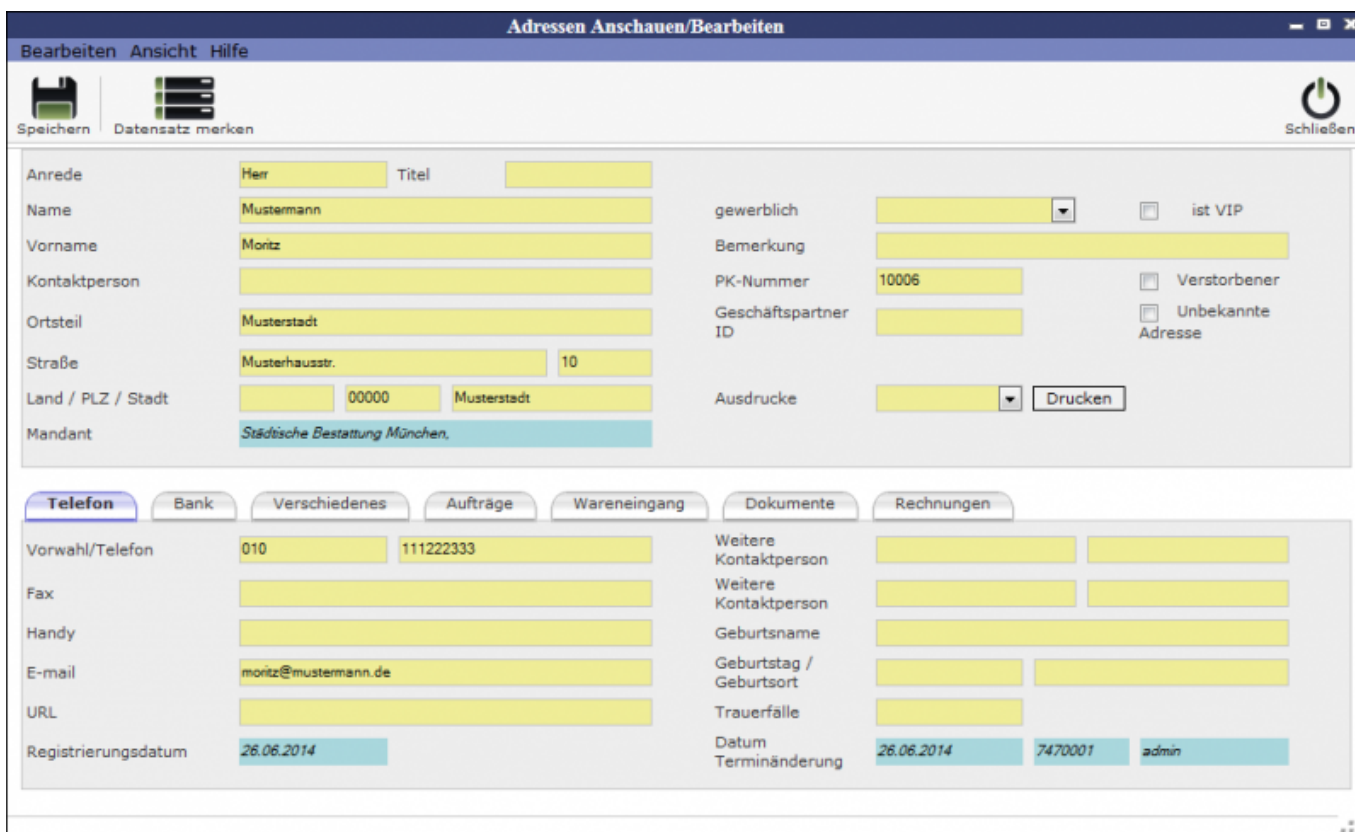 Adressen Anschauen/Bearbeiten
Bearbeiten Ansicht Hilfe
Speichern Datensatz merken Schließen
Anrede Herr Titel
Name Mustermann gewerblich ist VIP
Vorname Moritz Bemerkung
Kontaktperson PK-Nummer 10006 Verstorbener
Ortsteil Musterstadt Geschäftspartner ID Unbekannte Adresse
Straße Musterhausstr. 10
Land / PLZ / Stadt 00000 Musterstadt Ausdrucke Drucken
Mandant Städtische Bestattung München,
Telefon Bank Verschiedenes Aufträge Wareneingang Dokumente Rechnungen
Vorwahl/Telefon 010 111222333 Weitere Kontaktperson
Fax Weitere Kontaktperson
Handy Geburtsname
E-mail moritz@mustermann.de Geburtstag / Geburtsort
URL Trauerfälle
Registrierungsdatum 26.06.2014 Datum Terminänderung 26.06.2014 7470001 admin